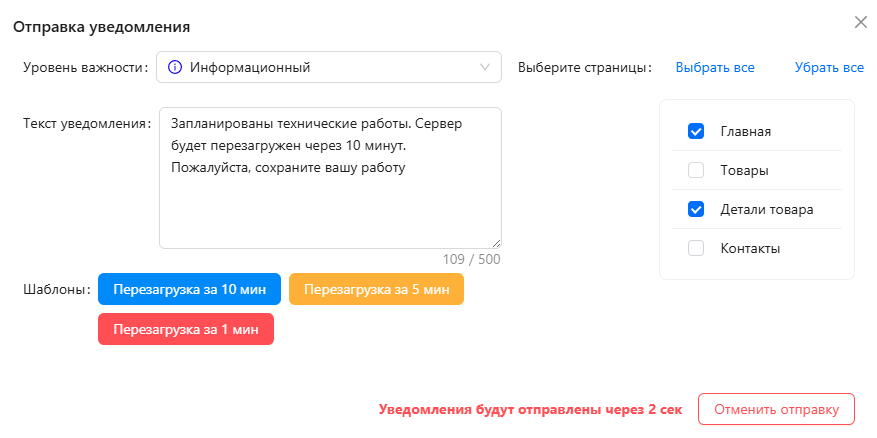 Отправка уведомления
Уровень важности:
Информационный
Выберите страницы:
Выбрать все
Убрать все
Текст уведомления:
Запланированы технические работы. Сервер
будет перезагружен через 10 минут.
Пожалуйста, сохраните вашу работу
109 / 500
Главная
Товары
Детали товара
Контакты
Шаблоны:
Перезагрузка за 10 мин
Перезагрузка за 5 мин
Перезагрузка за 1 мин
Уведомления будут отправлены через 2 сек
Отменить отправку